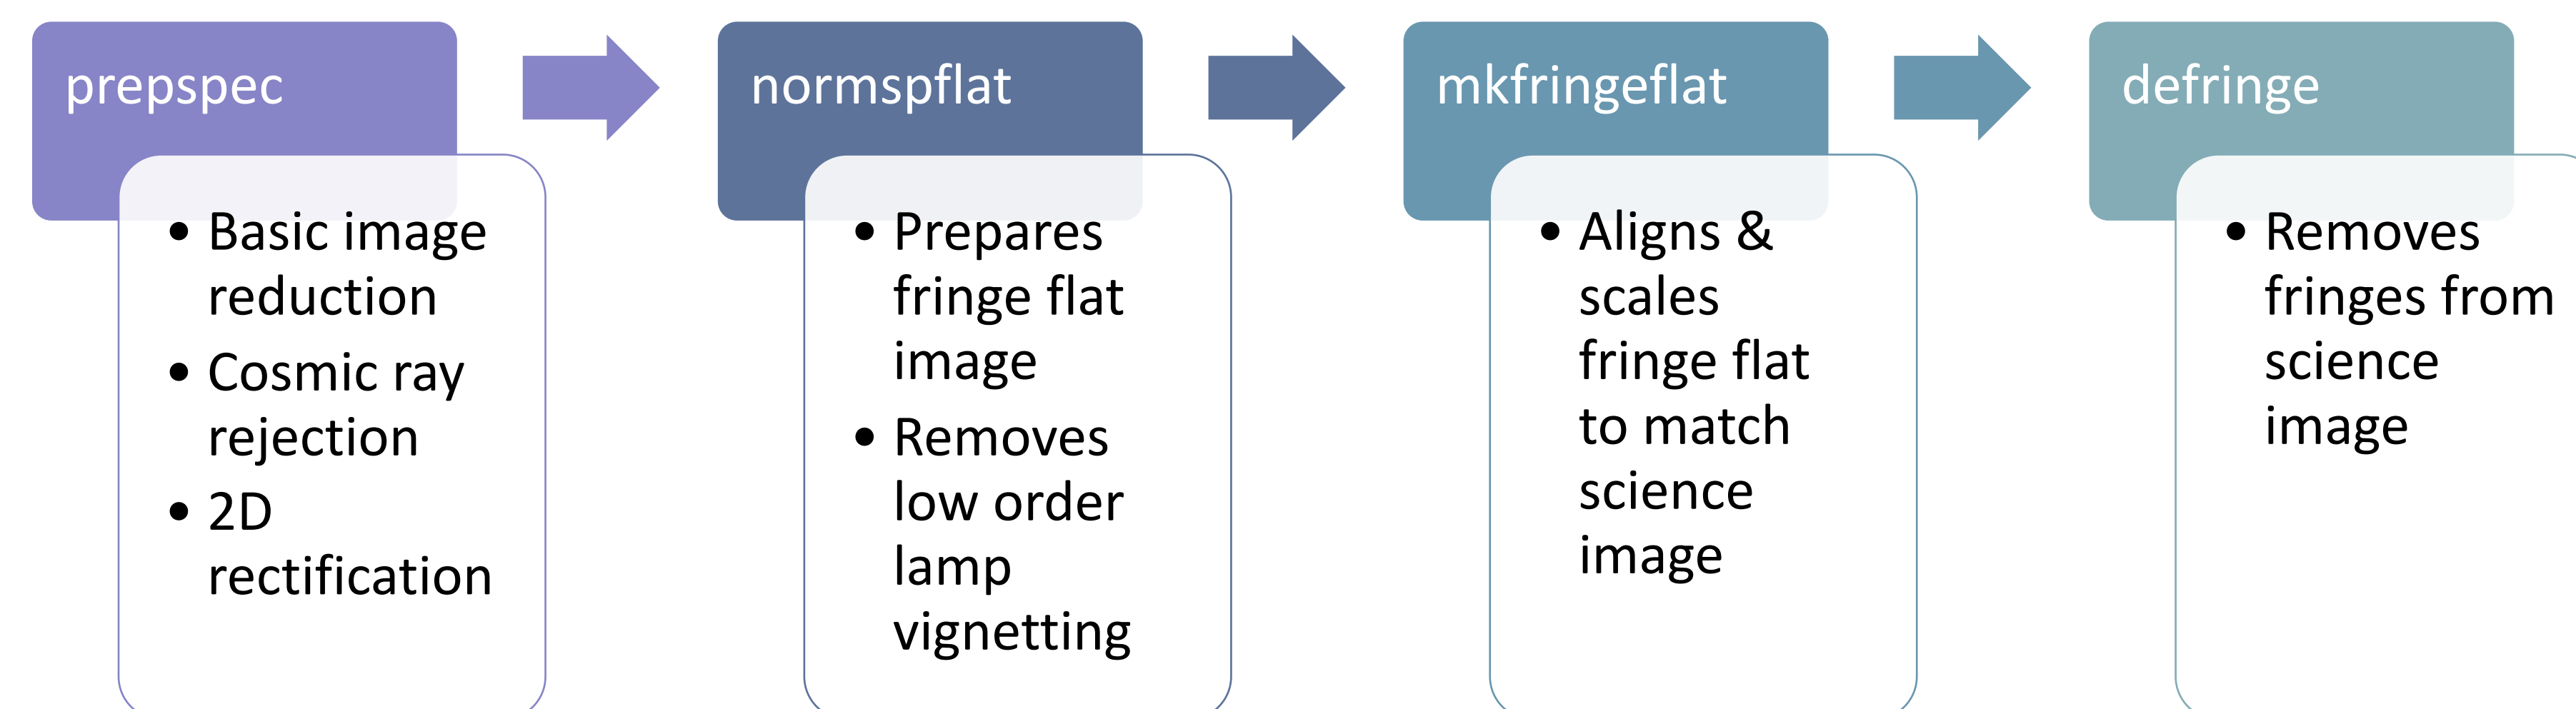 prepspec
• Basic image
reduction
• Cosmic ray
rejection
• 2D
rectification
normspflat
• Prepares
fringe flat
image
• Removes
low order
lamp
vignetting
mkfringeflat
• Aligns &
scales
fringe flat
to match
science
image
defringe
• Removes
fringes from
science
image